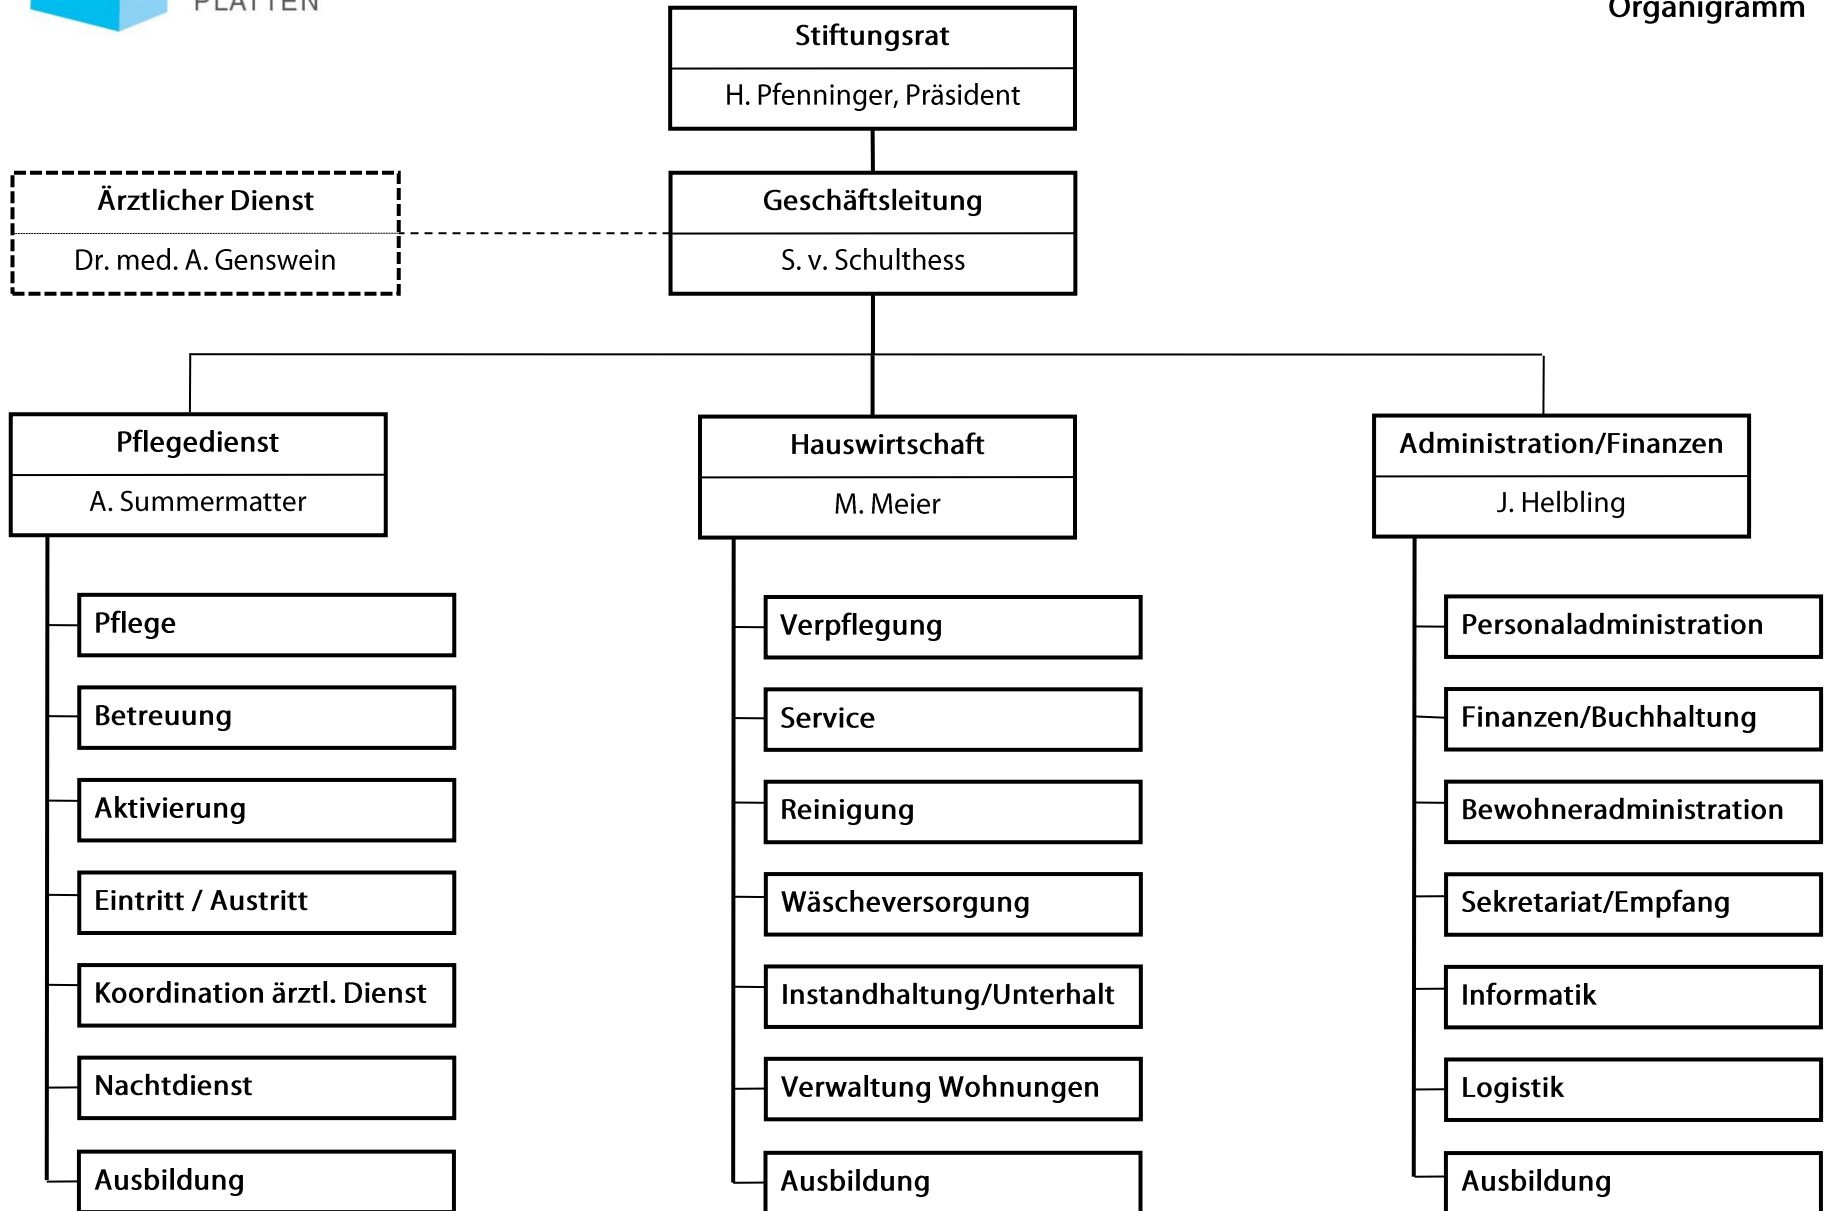 PLATTEN
Organigramm
Stiftungsrat
H. Pfenninger, Präsident
Ärztlicher Dienst
Dr. med. A. Genswein
Geschäftsleitung
S. v. Schulthess
Pflegedienst
A. Summermatter
Hauswirtschaft
M. Meier
Administration/Finanzen
J. Helbling
Pflege
Betreuung
Aktivierung
Eintritt / Austritt
Koordination ärztl. Dienst
Nachtdienst
Ausbildung
Verpflegung
Service
Reinigung
Wäscheversorgung
Instandhaltung/Unterhalt
Verwaltung Wohnungen
Ausbildung
Personaladministration
Finanzen/Buchhaltung
Bewohneradministration
Sekretariat/Empfang
Informatik
Logistik
Ausbildung